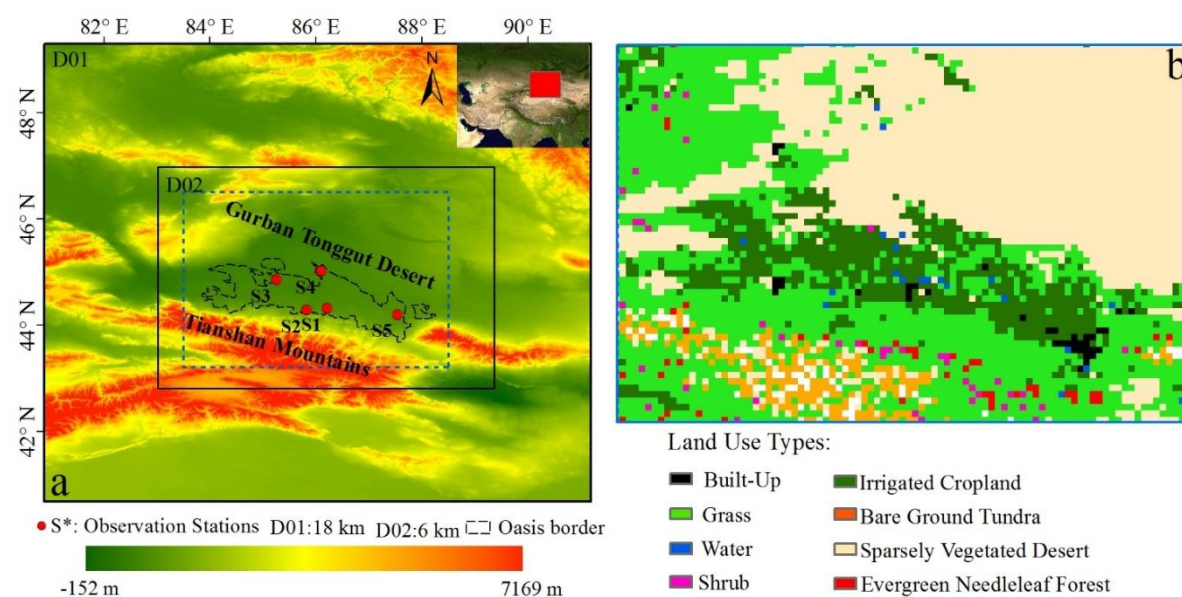 82° E 84° E 86° E 88° E 90° E
D01
N
b
48° N
D02
46° N
Gurban Tonggut Desert
S3
S4
44° N
S2 S1
S5
Tianshan Mountains
42° N
a
Land Use Types:
Built-Up
Irrigated Cropland
Grass
Bare Ground Tundra
Water
Sparsely Vegetated Desert
Shrub
Evergreen Needleleaf Forest
S*: Observation Stations D01:18 km D02:6 km Oasis border
-152 m 7169 m